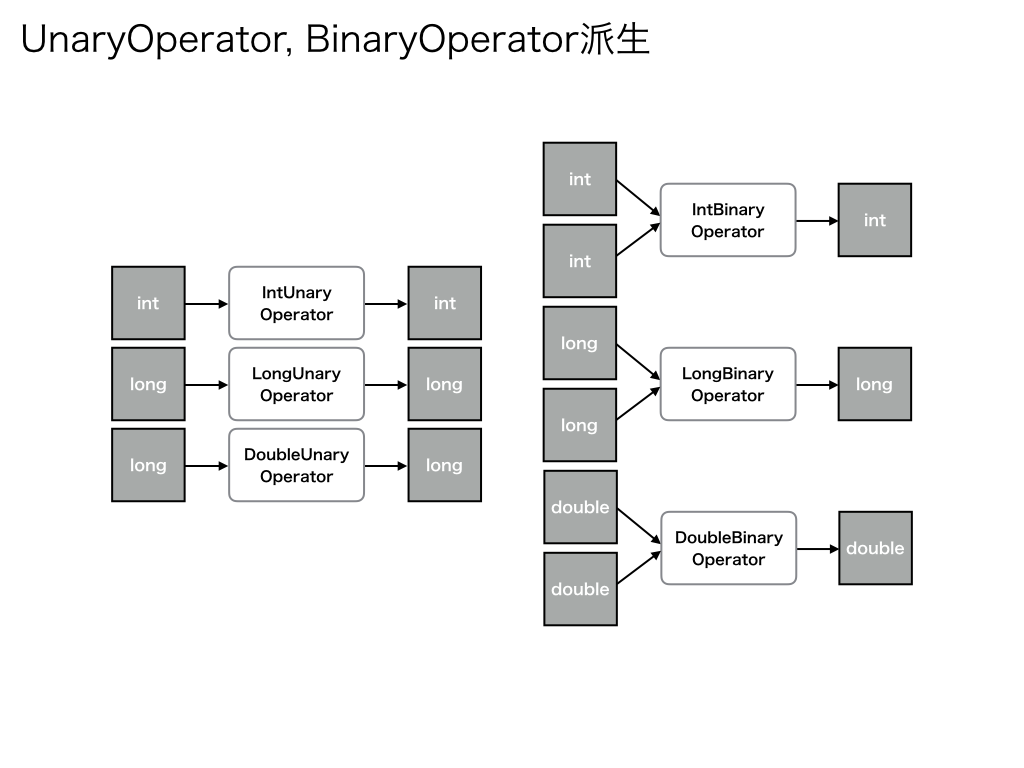 UnaryOperator, BinaryOperator派生
int
IntUnary
Operator
int
long
LongUnary
Operator
long
long
DoubleUnary
Operator
long
int
int
IntBinary
Operator
int
long
long
LongBinary
Operator
long
double
double
DoubleBinary
Operator
double